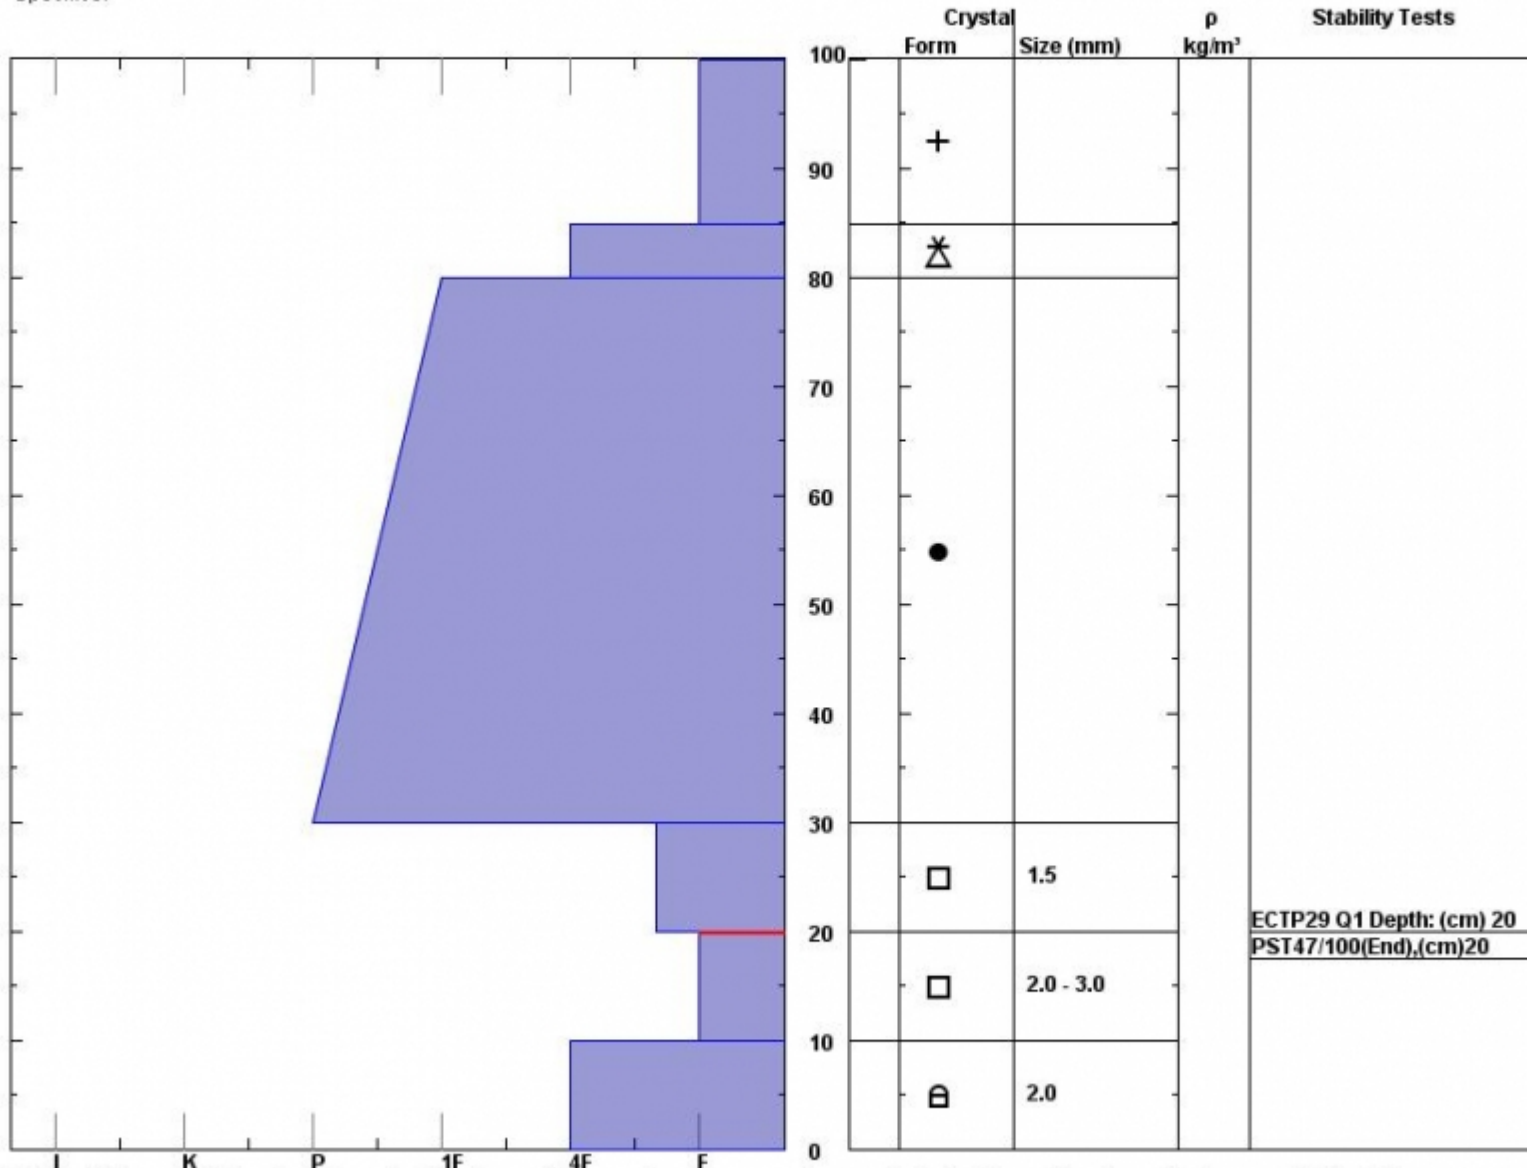 Crystal ρ Stability Tests
Form Size (mm) kg/m³
100
90
80
70
60
50
40
30
1.5
ECTP29 Q1 Depth: (cm) 20
20
PST47/100(End),(cm)20
2.0 - 3.0
10
2.0
0
I K P 1F 4F F